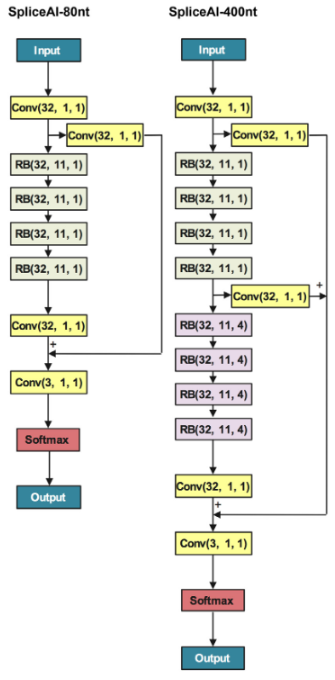 SpliceAI-80nt
Input
Conv(32, 1, 1)
Conv(32, 1, 1)
RB(32, 11, 1)
RB(32, 11, 1)
RB(32, 11, 1)
RB(32, 11, 1)
Conv(32, 1, 1)
+
Conv(3, 1, 1)
Softmax
Output
SpliceAI-400nt
Input
Conv(32, 1, 1)
Conv(32, 1, 1)
RB(32, 11, 1)
RB(32, 11, 1)
RB(32, 11, 1)
RB(32, 11, 1)
Conv(32, 1, 1)
+
RB(32, 11, 4)
RB(32, 11, 4)
RB(32, 11, 4)
RB(32, 11, 4)
Conv(32, 1, 1)
+
Conv(3, 1, 1)
Softmax
Output